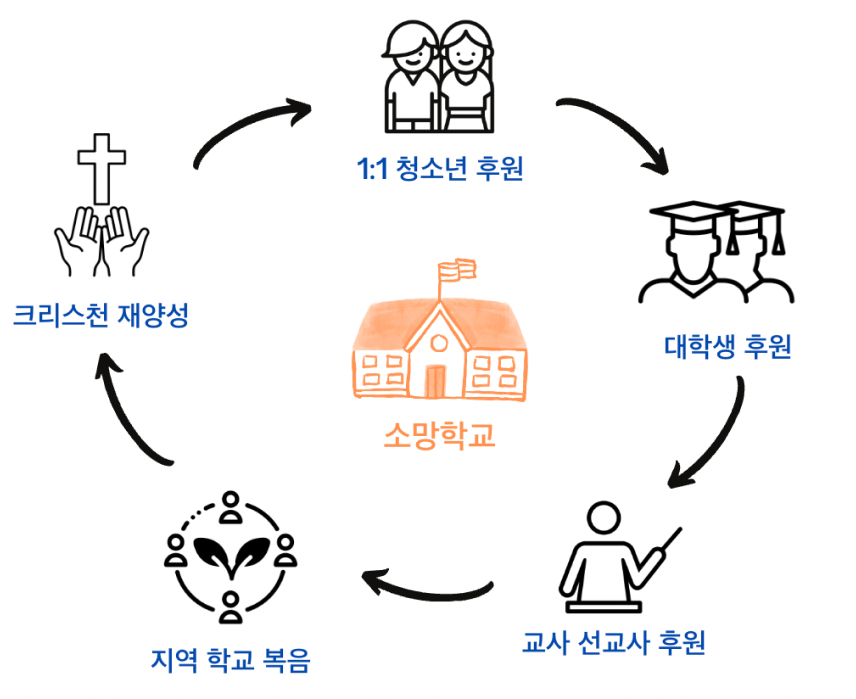 1:1 청소년 후원
대학생 후원
교사 선교사 후원
지역 학교 복음
크리스천 재양성
소망학교